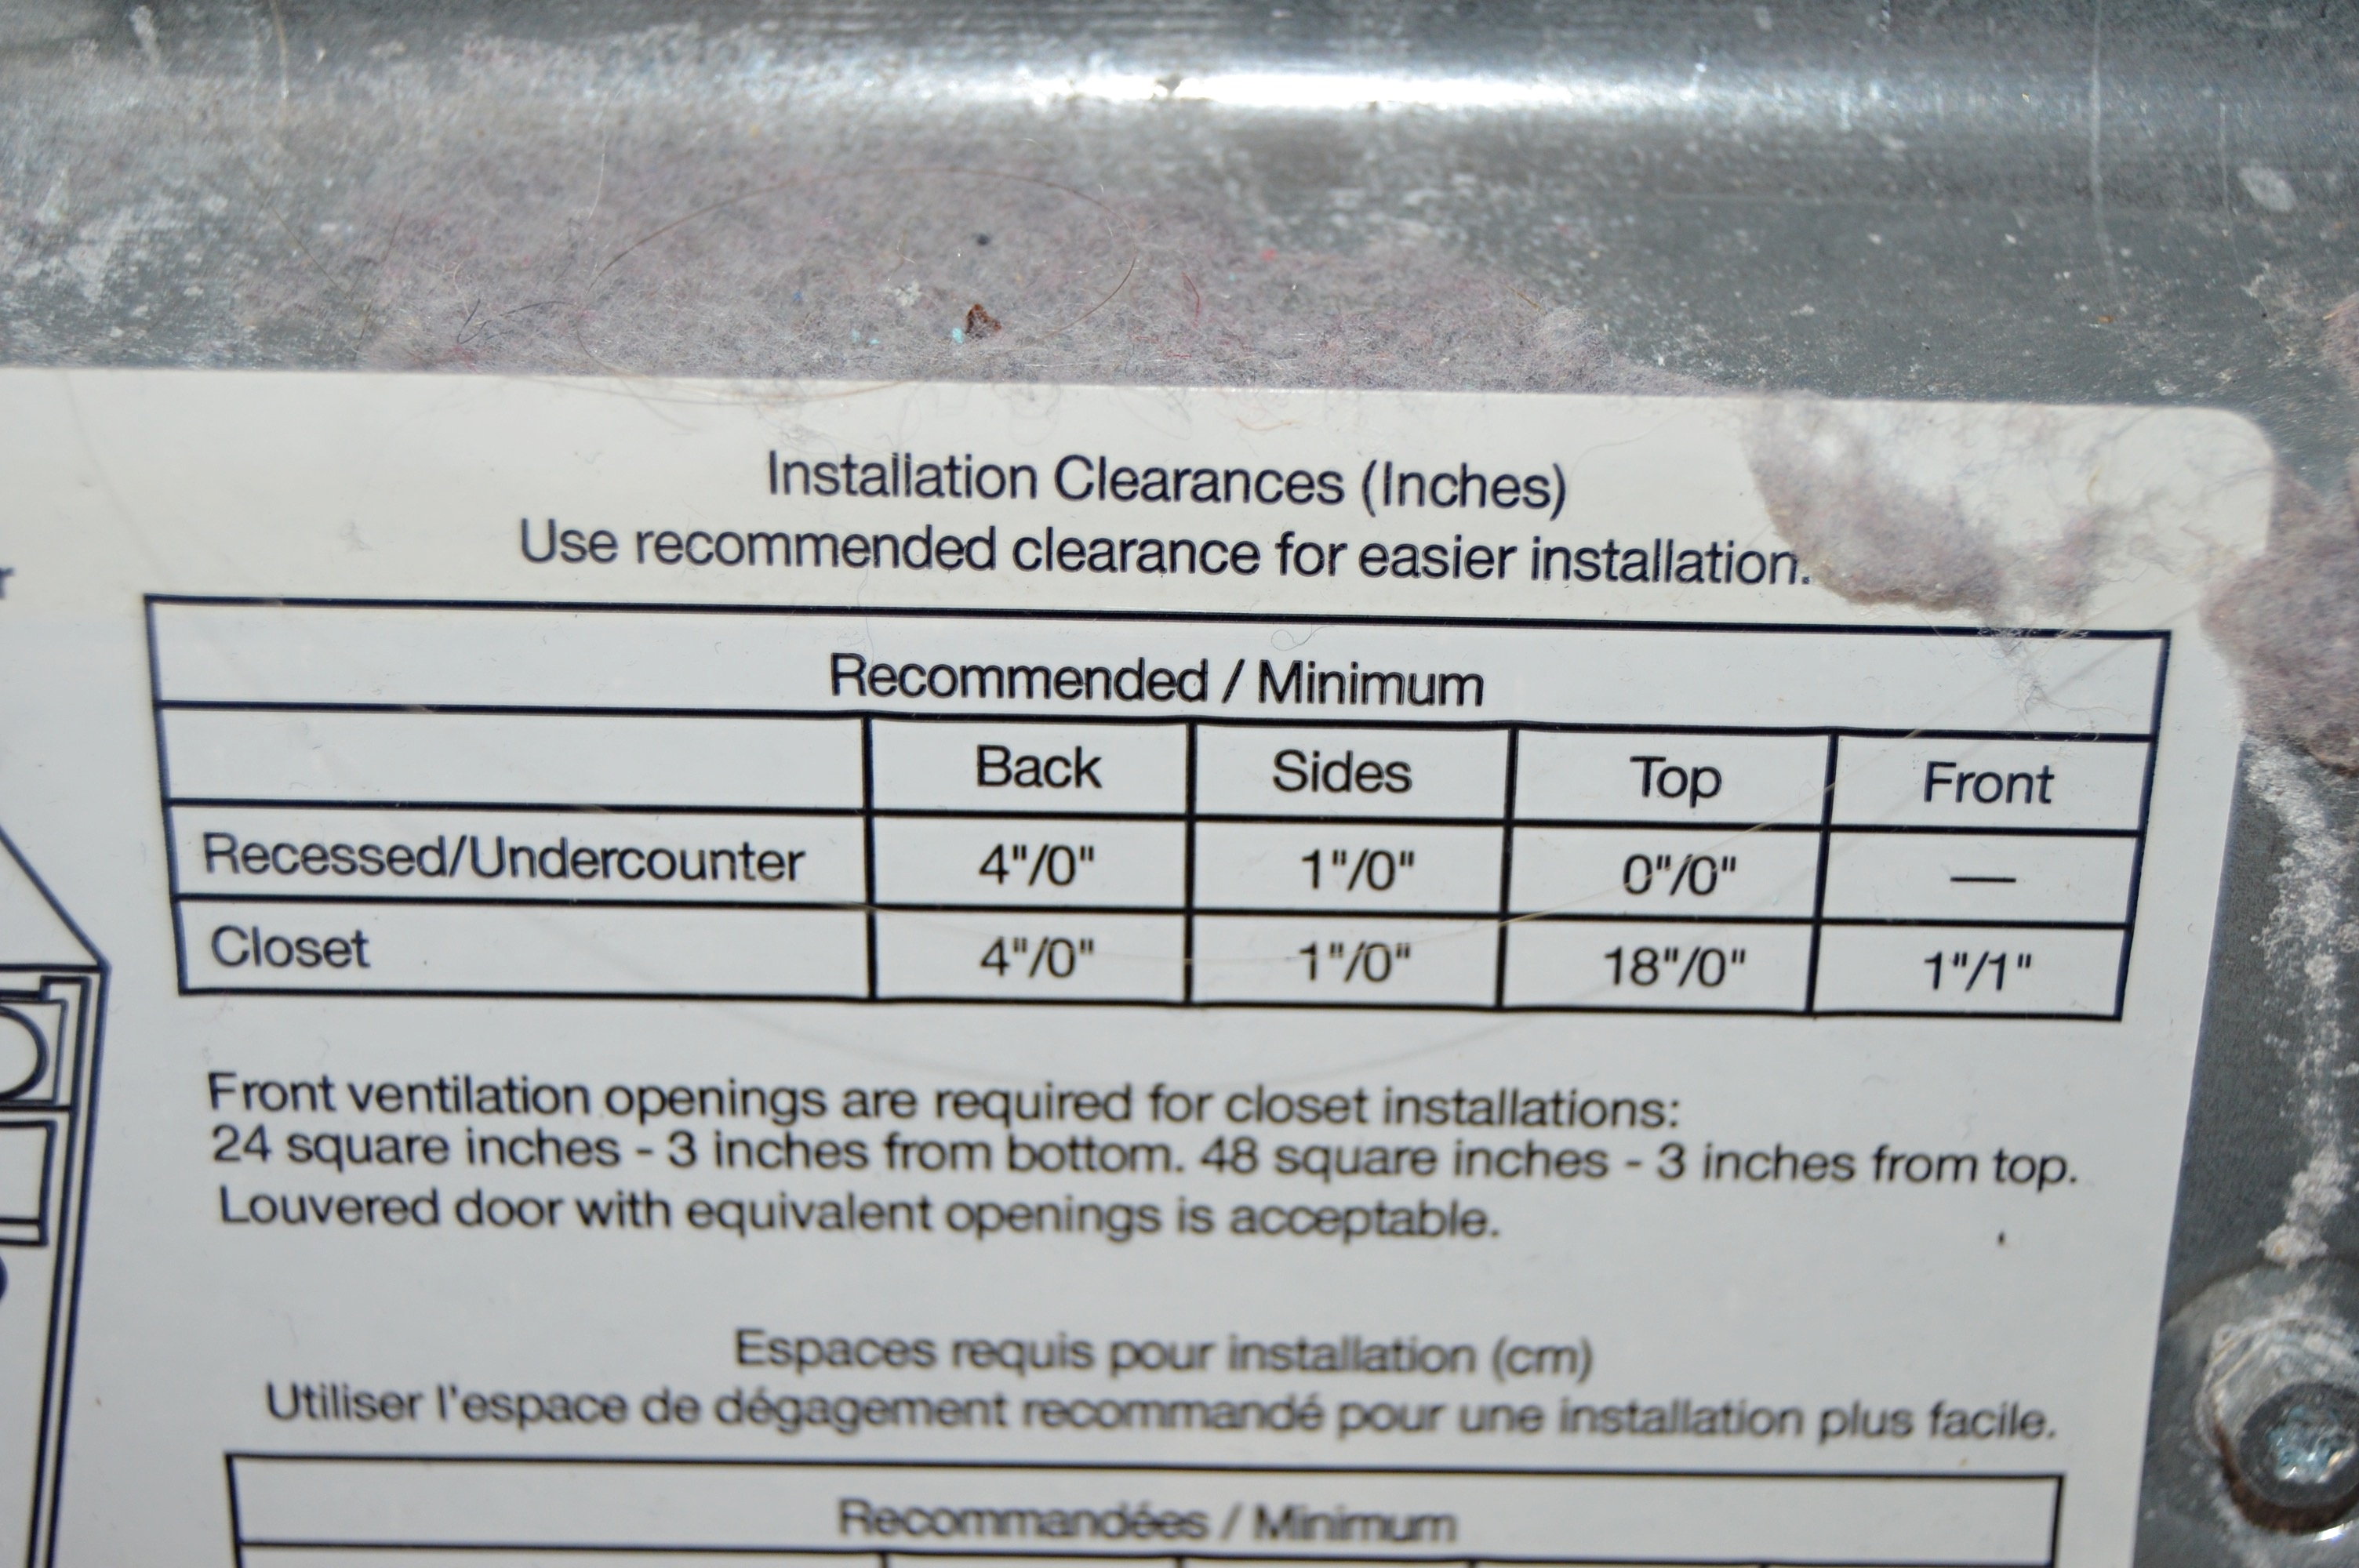 Installation Clearances (Inches)
Use recommended clearance for easier installation.
Recommended / Minimum
Back Sides Top Front
Recessed/Undercounter 4"/0" 1"/0" 0"/0" —
Closet 4"/0" 1"/0" 18"/0" 1"/1"
Front ventilation openings are required for closet installations:
24 square inches - 3 inches from bottom. 48 square inches - 3 inches from top.
Louvered door with equivalent openings is acceptable.
Espaces requis pour installation (cm)
Utiliser l'espace de dégagement recommandé pour une installation plus facile.
Recommandées / Minimum